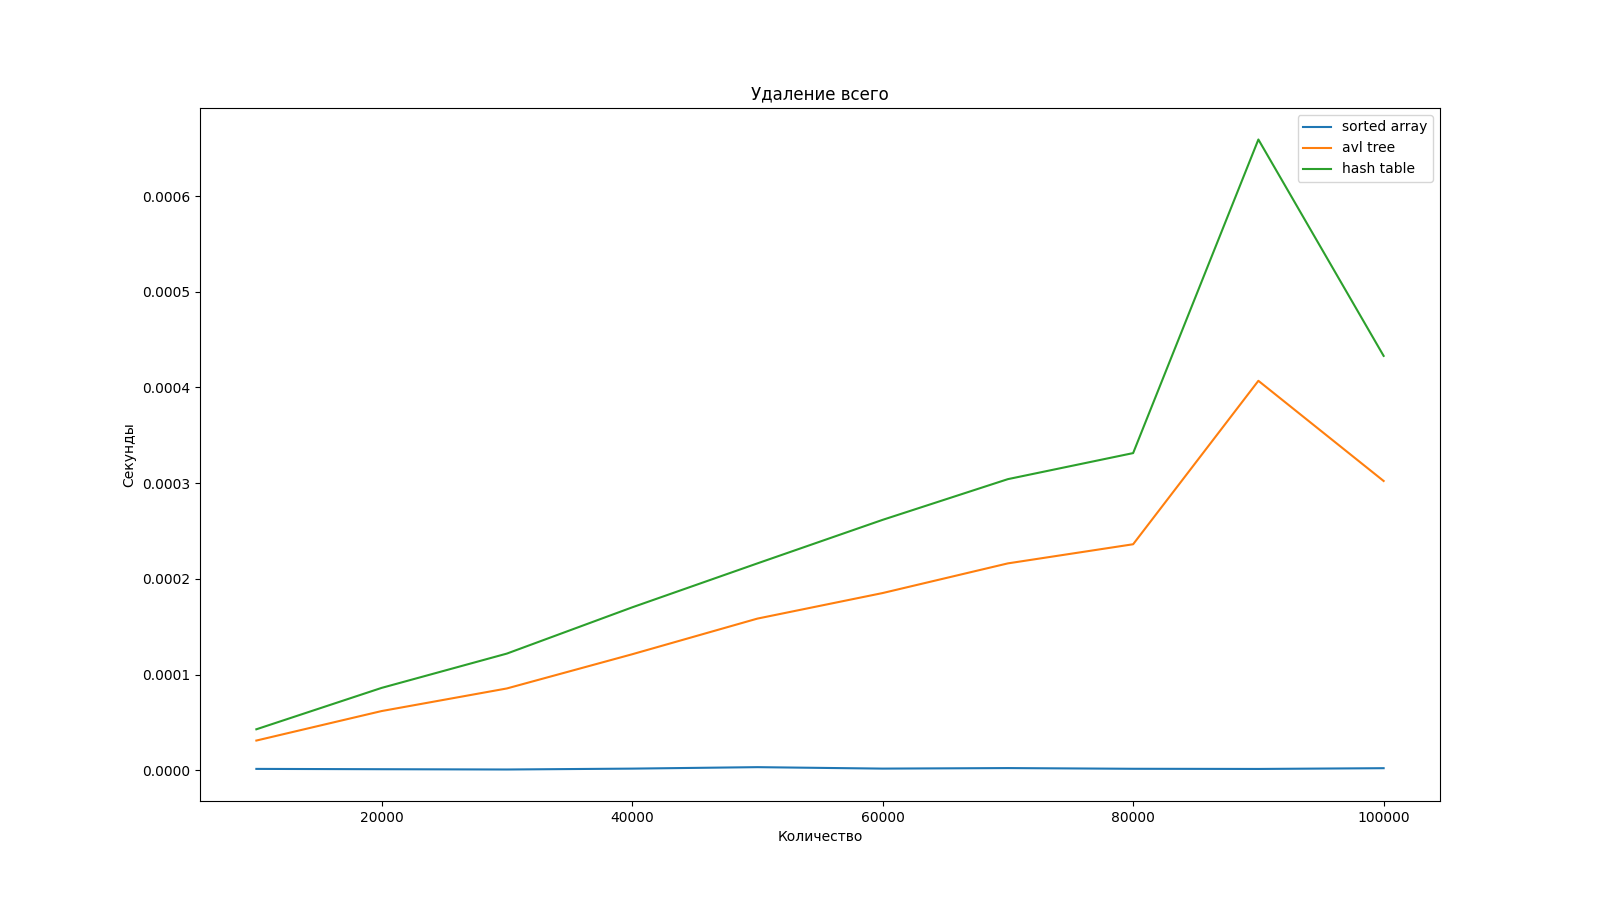 Удаление всего
sorted array
avl tree
hash table
0.0006
0.0005
0.0004
0.0003
0.0002
0.0001
0.0000
Секунды
20000
40000
60000
80000
100000
Количество